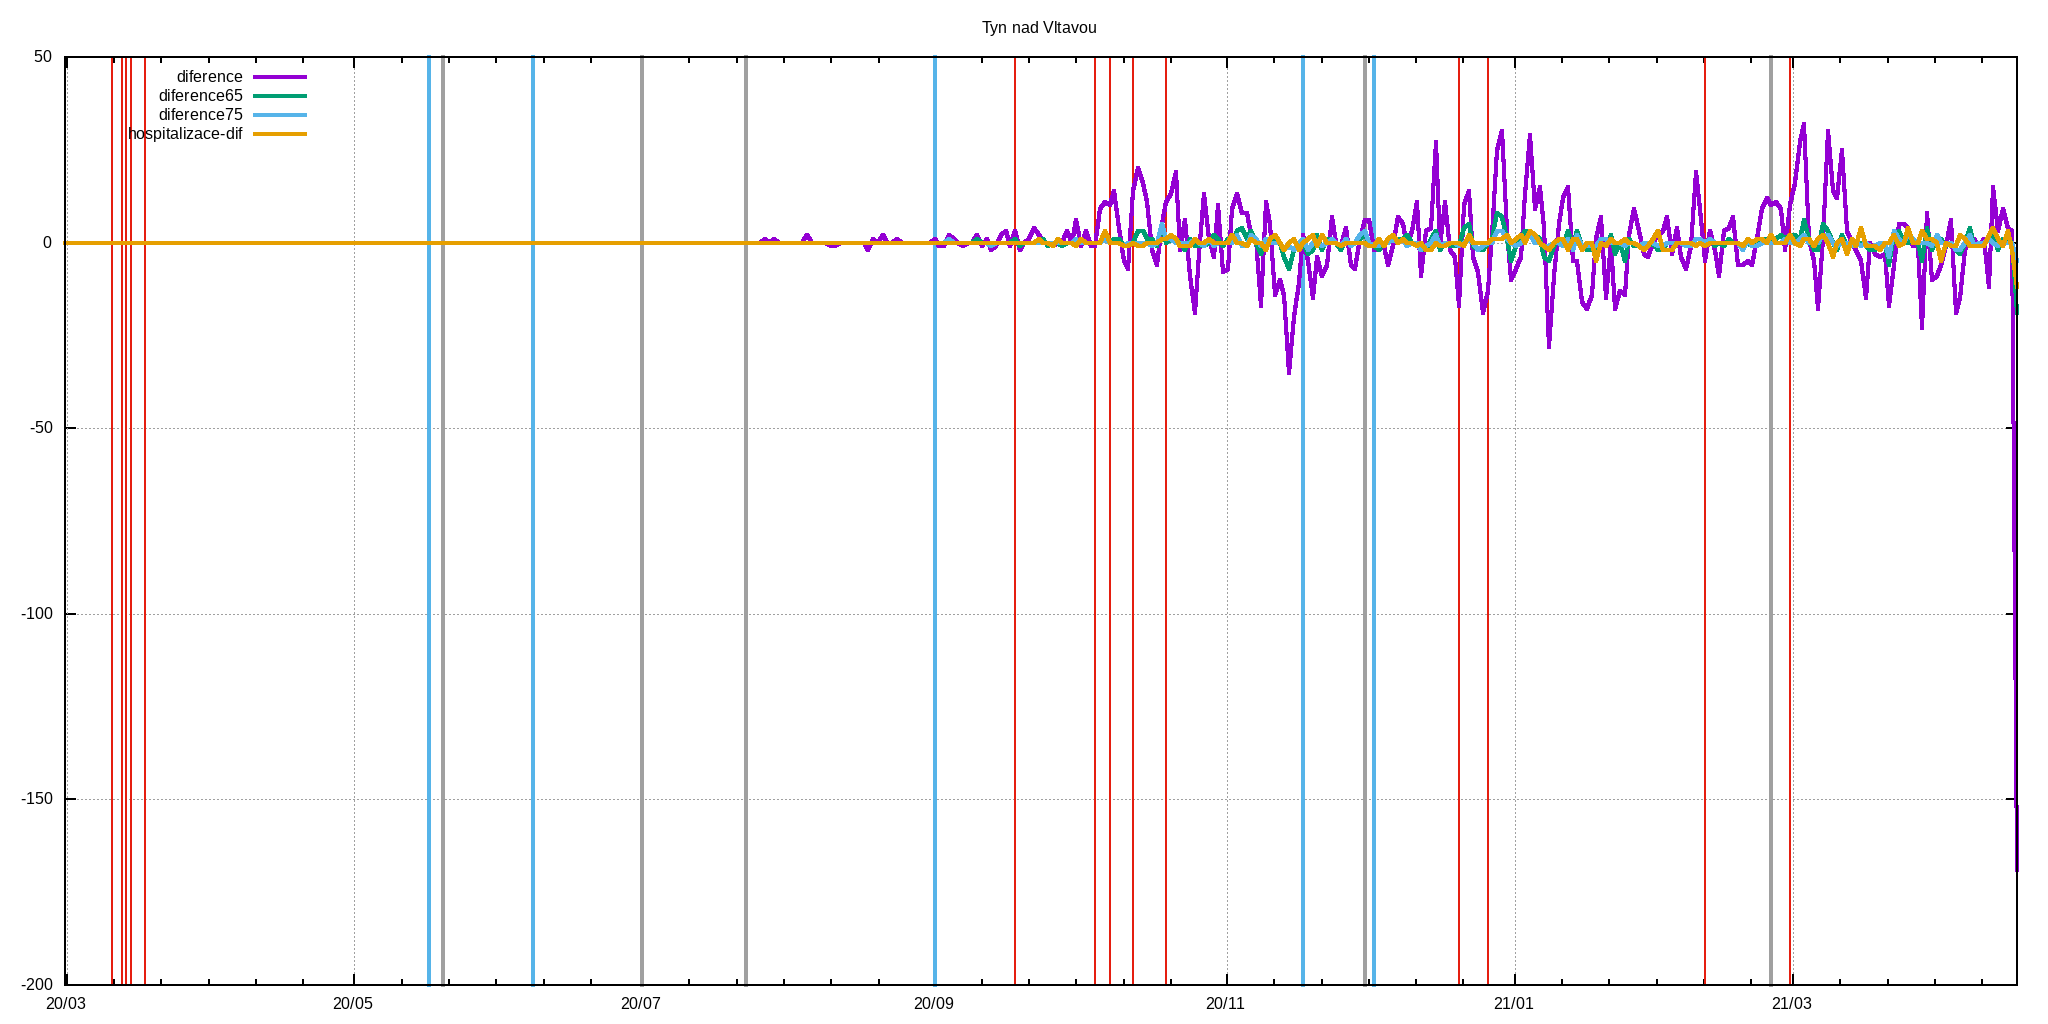 Tyn nad Vltavou
50
diference
diference65
diference75
hospitalizace-dif
0
-50
-100
-150
-200
20/03 20/05 20/07 20/09 20/11 21/01 21/03